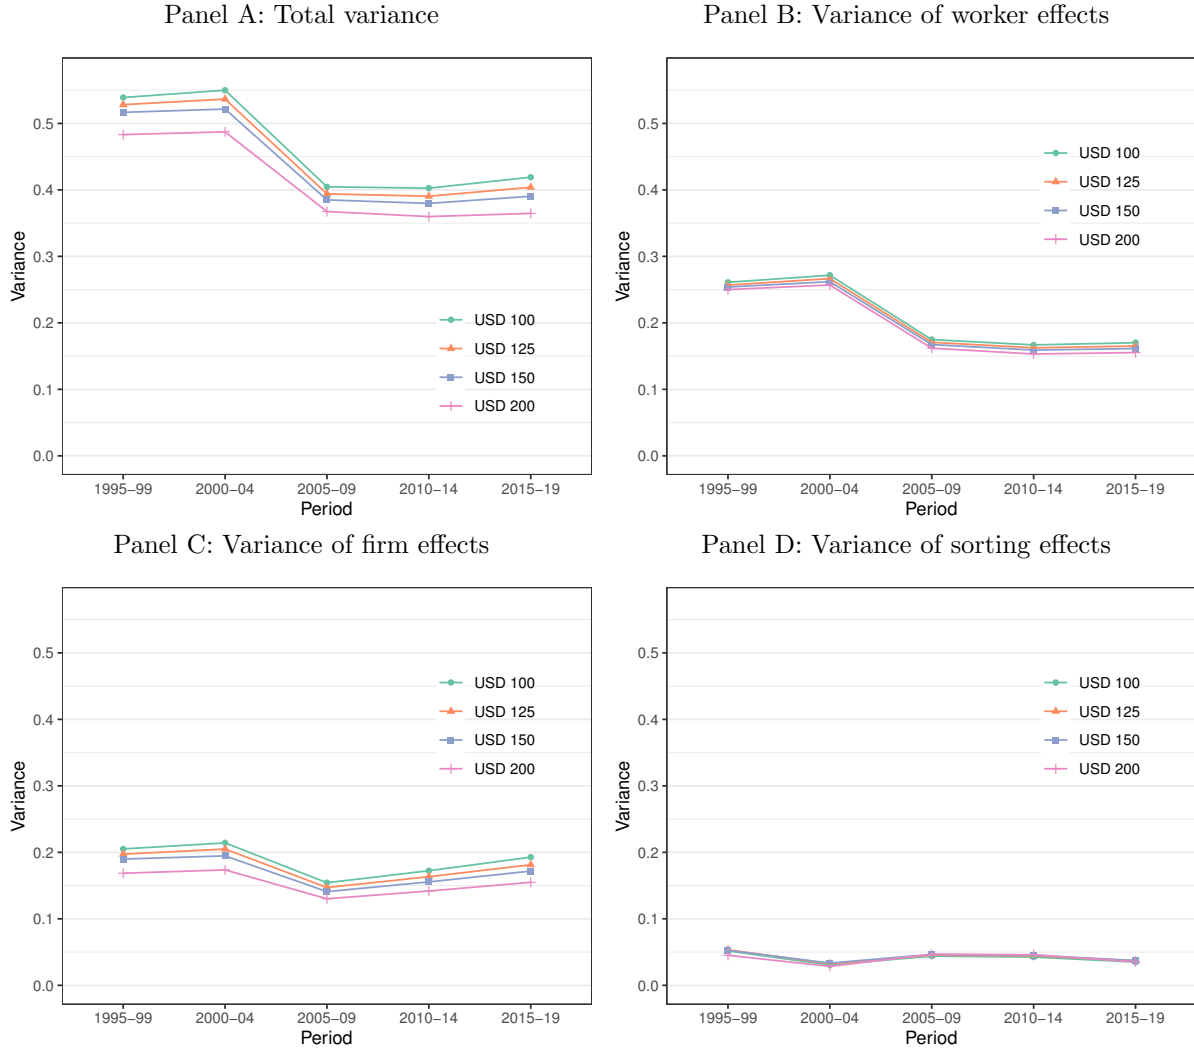 Panel A: Total variance
Variance
0.5
0.4
0.3
0.2
0.1
0.0
USD 100
USD 125
USD 150
USD 200
1995–99 2000–04 2005–09 2010–14 2015–19
Period
Panel B: Variance of worker effects
Variance
0.5
0.4
0.3
0.2
0.1
0.0
USD 100
USD 125
USD 150
USD 200
1995–99 2000–04 2005–09 2010–14 2015–19
Period
Panel C: Variance of firm effects
Variance
0.5
0.4
0.3
0.2
0.1
0.0
USD 100
USD 125
USD 150
USD 200
1995–99 2000–04 2005–09 2010–14 2015–19
Period
Panel D: Variance of sorting effects
Variance
0.5
0.4
0.3
0.2
0.1
0.0
USD 100
USD 125
USD 150
USD 200
1995–99 2000–04 2005–09 2010–14 2015–19
Period